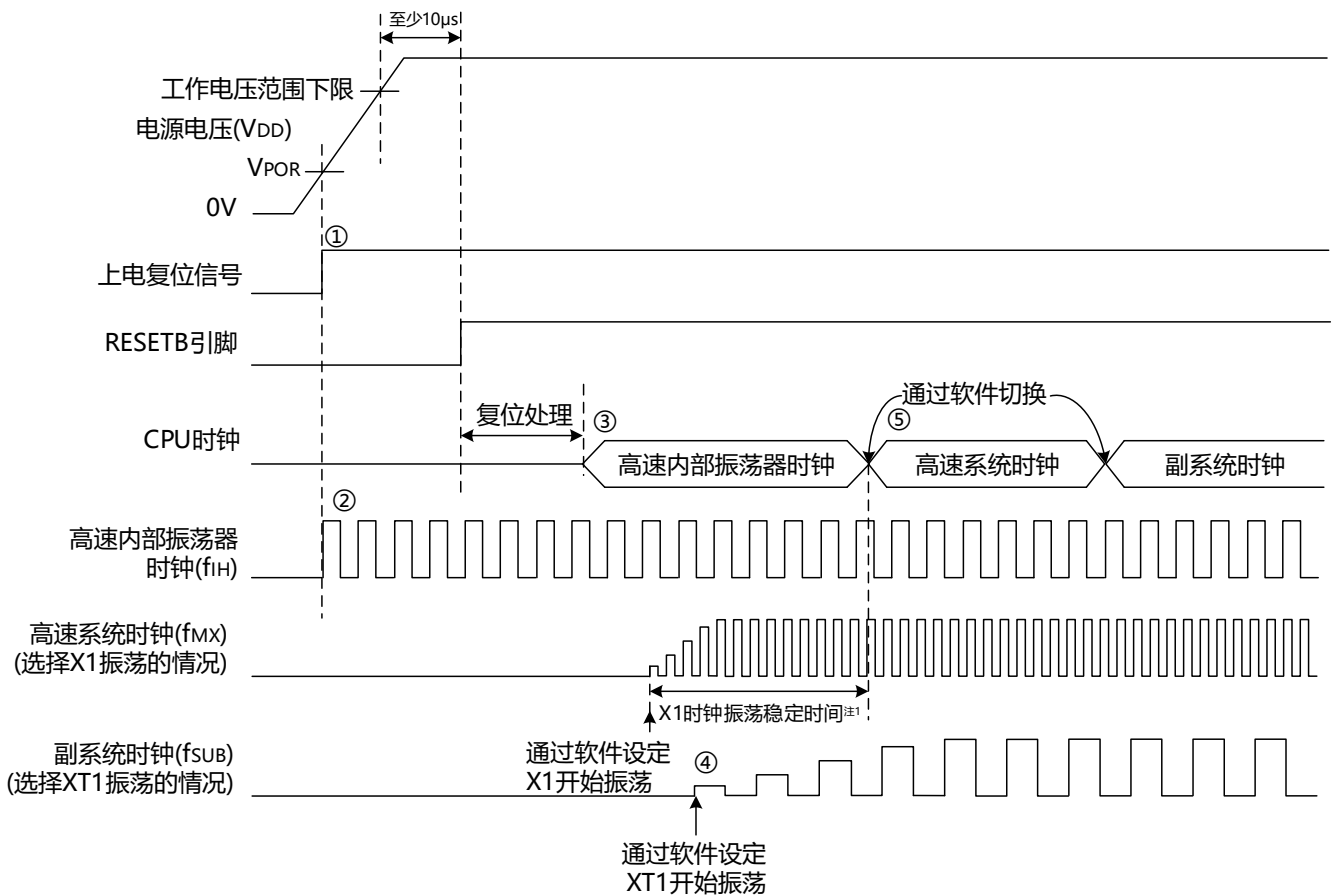 至少10μs
工作电压范围下限
电源电压(VDD)
VPOR
0V
①
上电复位信号
RESETB引脚
通过软件切换
复位处理
③
⑤
CPU时钟
高速内部振荡器时钟
高速系统时钟
副系统时钟
②
高速内部振荡器
时钟(fIH)
高速系统时钟(fMX)
(选择X1振荡的情况)
X1时钟振荡稳定时间注1
副系统时钟(fSUB)
(选择XT1振荡的情况)
通过软件设定
X1开始振荡
④
通过软件设定
XT1开始振荡